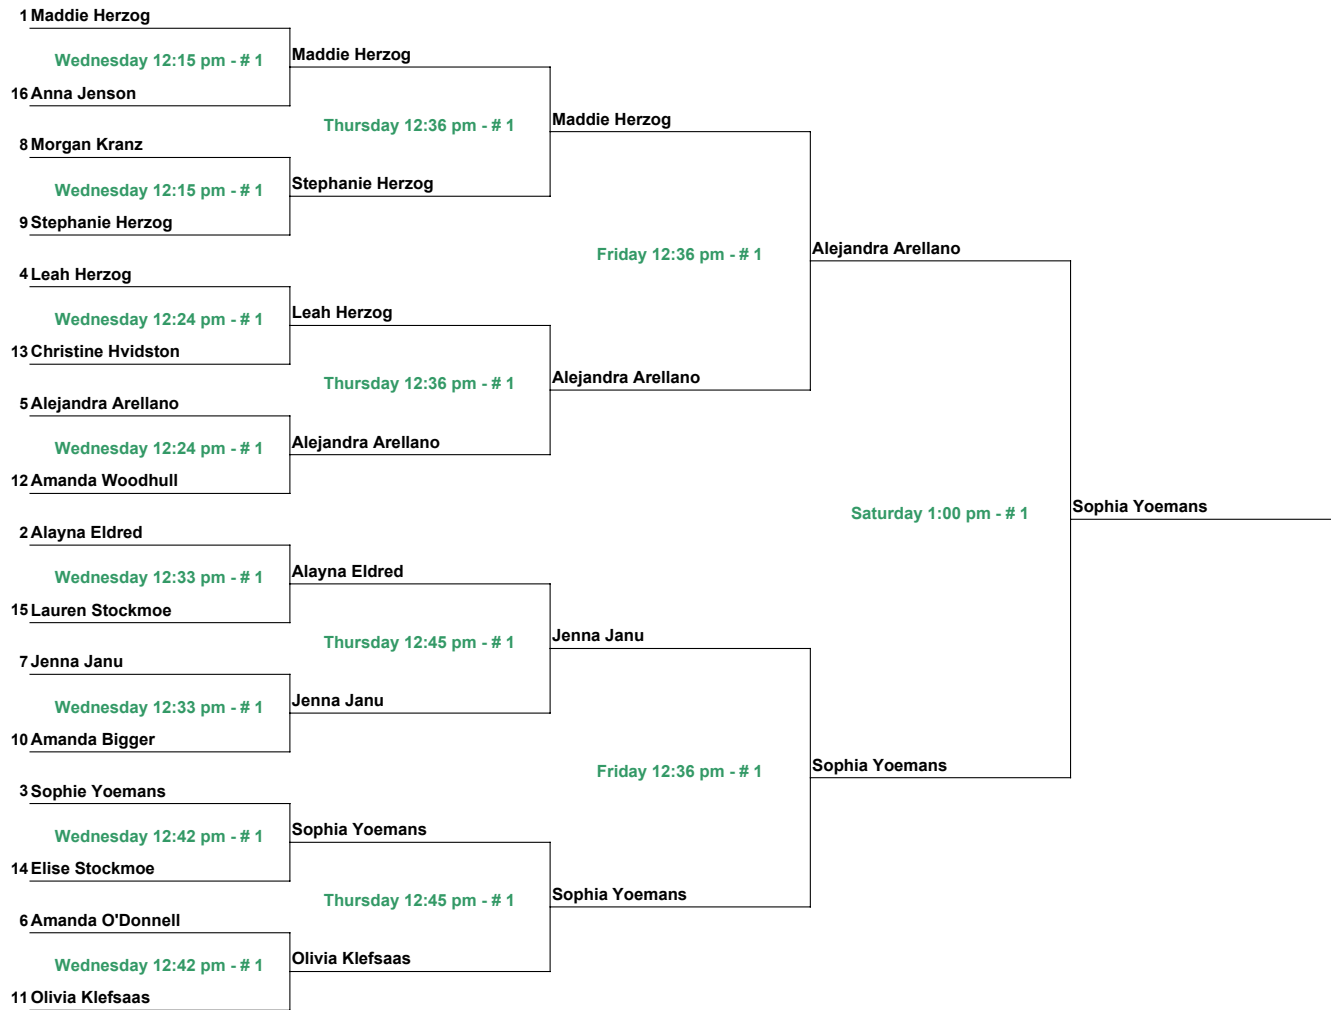 1 Maddie Herzog
Wednesday 12:15 pm - # 1
Maddie Herzog
16 Anna Jenson
Thursday 12:36 pm - # 1
Maddie Herzog
8 Morgan Kranz
Wednesday 12:15 pm - # 1
Stephanie Herzog
9 Stephanie Herzog
Friday 12:36 pm - # 1
Alejandra Arellano
4 Leah Herzog
Wednesday 12:24 pm - # 1
Leah Herzog
13 Christine Hvidston
Thursday 12:36 pm - # 1
Alejandra Arellano
5 Alejandra Arellano
Wednesday 12:24 pm - # 1
Alejandra Arellano
12 Amanda Woodhull
Saturday 1:00 pm - # 1
Sophia Yoemans
2 Alayna Eldred
Wednesday 12:33 pm - # 1
Alayna Eldred
15 Lauren Stockmoe
Thursday 12:45 pm - # 1
Jenna Janu
7 Jenna Janu
Wednesday 12:33 pm - # 1
Jenna Janu
10 Amanda Bigger
Friday 12:36 pm - # 1
Sophia Yoemans
3 Sophie Yoemans
Wednesday 12:42 pm - # 1
Sophia Yoemans
14 Elise Stockmoe
Thursday 12:45 pm - # 1
Sophia Yoemans
6 Amanda O'Donnell
Wednesday 12:42 pm - # 1
Olivia Klefsaas
11 Olivia Klefsaas